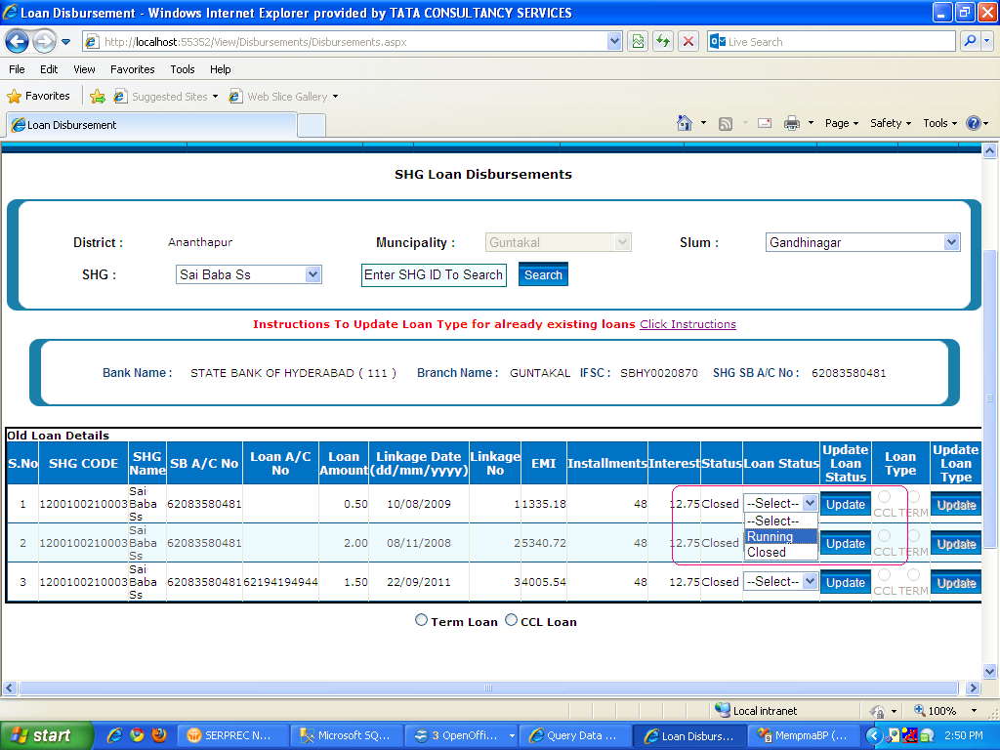 Loan Disbursement - Windows Internet Explorer provided by TATA CONSULTANCY SERVICES
http://localhost:55352/View/Disbursements/Disbursements.aspx
Live Search
File Edit View Favorites Tools Help
Favorites Suggested Sites Web Slice Gallery
Loan Disbursement
Page Safety Tools
SHG Loan Disbursements
District : Ananthapur Muncipality : Guntakal Slum : Gandhinagar
SHG : Sai Baba Ss Enter SHG ID To Search Search
Instructions To Update Loan Type for already existing loans Click Instructions
Bank Name : STATE BANK OF HYDERABAD ( 111 ) Branch Name : GUNTAKAL IFSC : SBHY0020870 SHG SB A/C No : 62083580481
Old Loan Details
S.No SHG CODE SHG Name SB A/C No Loan A/C No Loan Amount Linkage Date (dd/mm/yyyy) Linkage No EMI Installments Interest Status Loan Status Update Loan Status Loan Type Update Loan Type
1 1200100210003 Sai Baba Ss 62083580481 0.50 10/08/2009 1 1335.18 48 12.75 Closed --Select-- Update CCL TERM Update
--Select--
Running
Closed
2 1200100210003 Sai Baba Ss 62083580481 2.00 08/11/2008 2 5340.72 48 12.75 Closed Update CCL TERM Update
3 1200100210003 Sai Baba Ss 62083580481 62194194944 1.50 22/09/2011 3 4005.54 48 12.75 Closed --Select-- Update CCL TERM Update
Term Loan CCL Loan
Local intranet 100%
start SERPREC N... Microsoft SQ... 3 OpenOffi... Query Data ... Loan Disburs... MempmaBP (... 2:50 PM